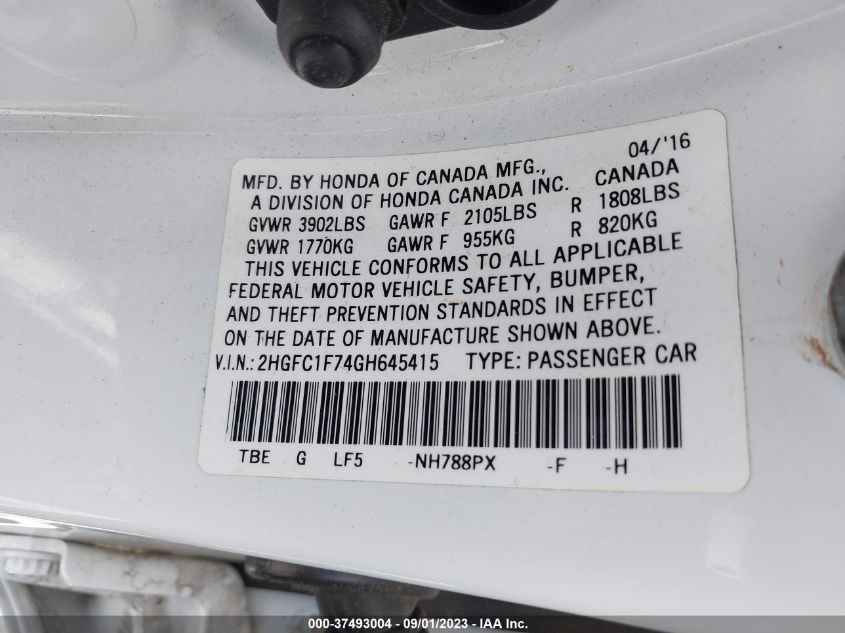 04/'16
MFD. BY HONDA OF CANADA MFG.,
A DIVISION OF HONDA CANADA INC. CANADA
GVWR 3902LBS GAWR F 2105LBS R 1808LBS
GVWR 1770KG GAWR F 955KG R 820KG
THIS VEHICLE CONFORMS TO ALL APPLICABLE
FEDERAL MOTOR VEHICLE SAFETY, BUMPER,
AND THEFT PREVENTION STANDARDS IN EFFECT
ON THE DATE OF MANUFACTURE SHOWN ABOVE.
V.I.N.: 2HGFC1F74GH645415 TYPE: PASSENGER CAR
TBE G LF5 -NH788PX -F -H
000-37493004 - 09/01/2023 - IAA Inc.